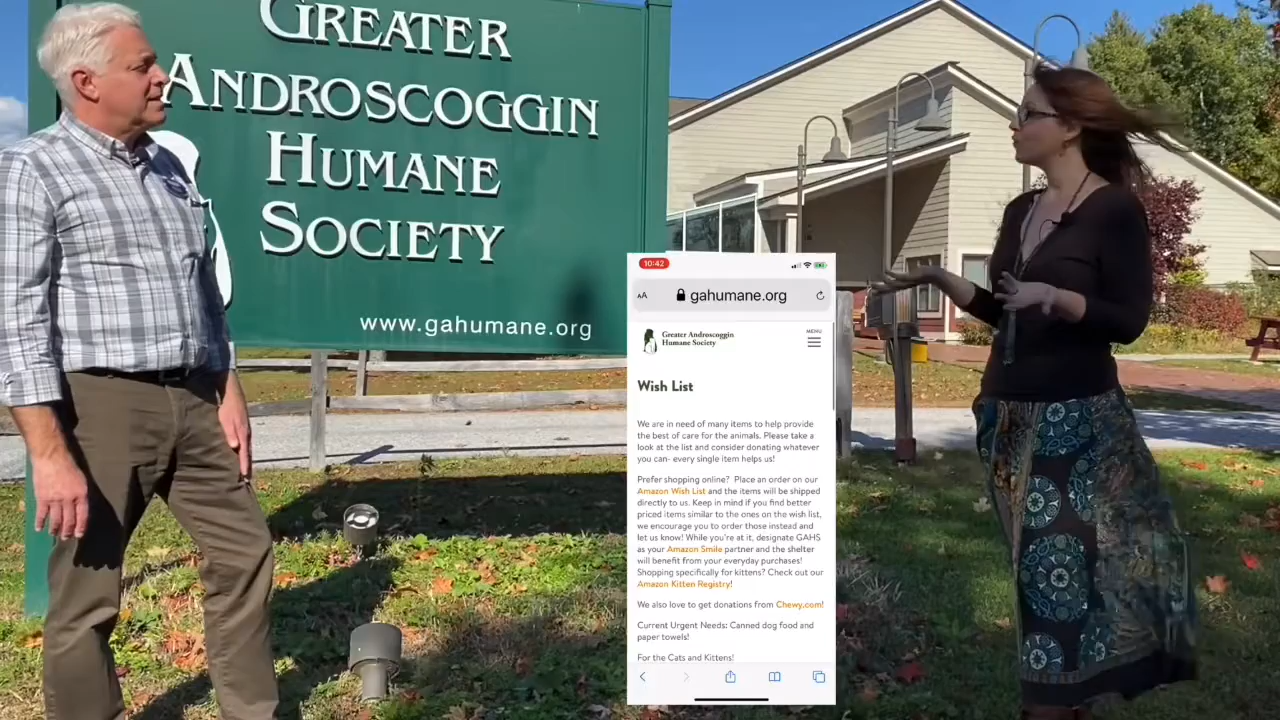 GREATER
ANDROSCOGGIN
HUMANE
SOCIETY
www.gahumane.org
10:42
AA gahumane.org
Greater Androscoggin
Humane Society
MENU
Wish List
We are in need of many items to help provide
the best of care for the animals. Please take a
look at the list and consider donating whatever
you can- every single item helps us!
Prefer shopping online? Place an order on our
Amazon Wish List and the items will be shipped
directly to us. Keep in mind if you find better
priced items similar to the ones on the wish list,
we encourage you to order those instead and
let us know! While you're at it, designate GAHS
as your Amazon Smile partner and the shelter
will benefit from your everyday purchases!
Shopping specifically for kittens? Check out our
Amazon Kitten Registry!
We also love to get donations from Chewy.com!
Current Urgent Needs: Canned dog food and
paper towels!
For the Cats and Kittens!